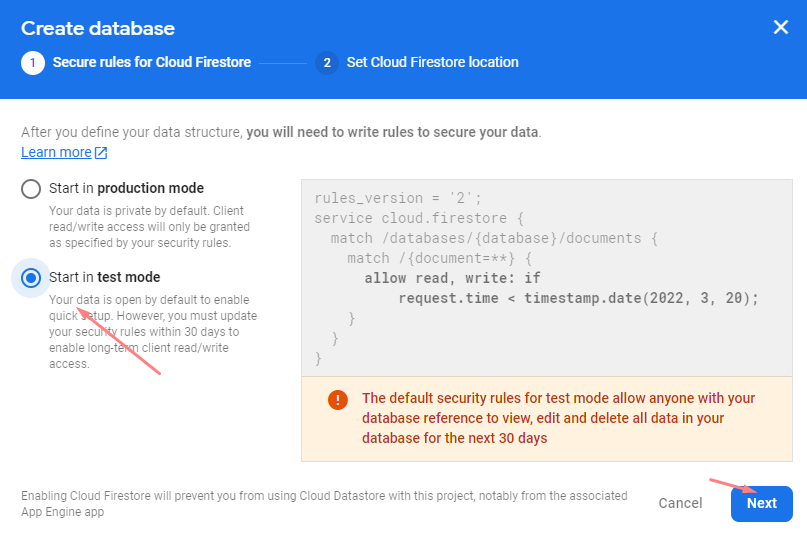 Create database
1 Secure rules for Cloud Firestore 2 Set Cloud Firestore location
After you define your data structure, you will need to write rules to secure your data.
Learn more
Start in production mode
Your data is private by default. Client
read/write access will only be granted
as specified by your security rules.
Start in test mode
Your data is open by default to enable
quick setup. However, you must update
your security rules within 30 days to
enable long-term client read/write
access.
rules_version = '2';
service cloud.firestore {
match /databases/{database}/documents {
match /{document=**} {
allow read, write: if
request.time < timestamp.date(2022, 3, 20);
}
}
}
The default security rules for test mode allow anyone with your
database reference to view, edit and delete all data in your
database for the next 30 days
Enabling Cloud Firestore will prevent you from using Cloud Datastore with this project, notably from the associated
App Engine app
Cancel
Next